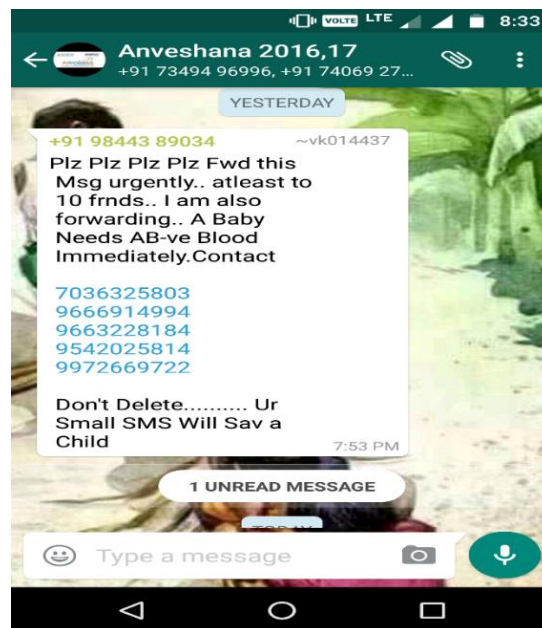 VOLTE LTE 8:33
Anveshana 2016,17
+91 73494 96996, +91 74069 27...
YESTERDAY
+91 98443 89034 ~vk014437
Plz Plz Plz Plz Fwd this
Msg urgently.. atleast to
10 frnds.. I am also
forwarding.. A Baby
Needs AB-ve Blood
Immediately.Contact
7036325803
9666914994
9663228184
9542025814
9972669722
Don't Delete.......... Ur
Small SMS Will Sav a
Child
7:53 PM
1 UNREAD MESSAGE
TODAY
Type a message